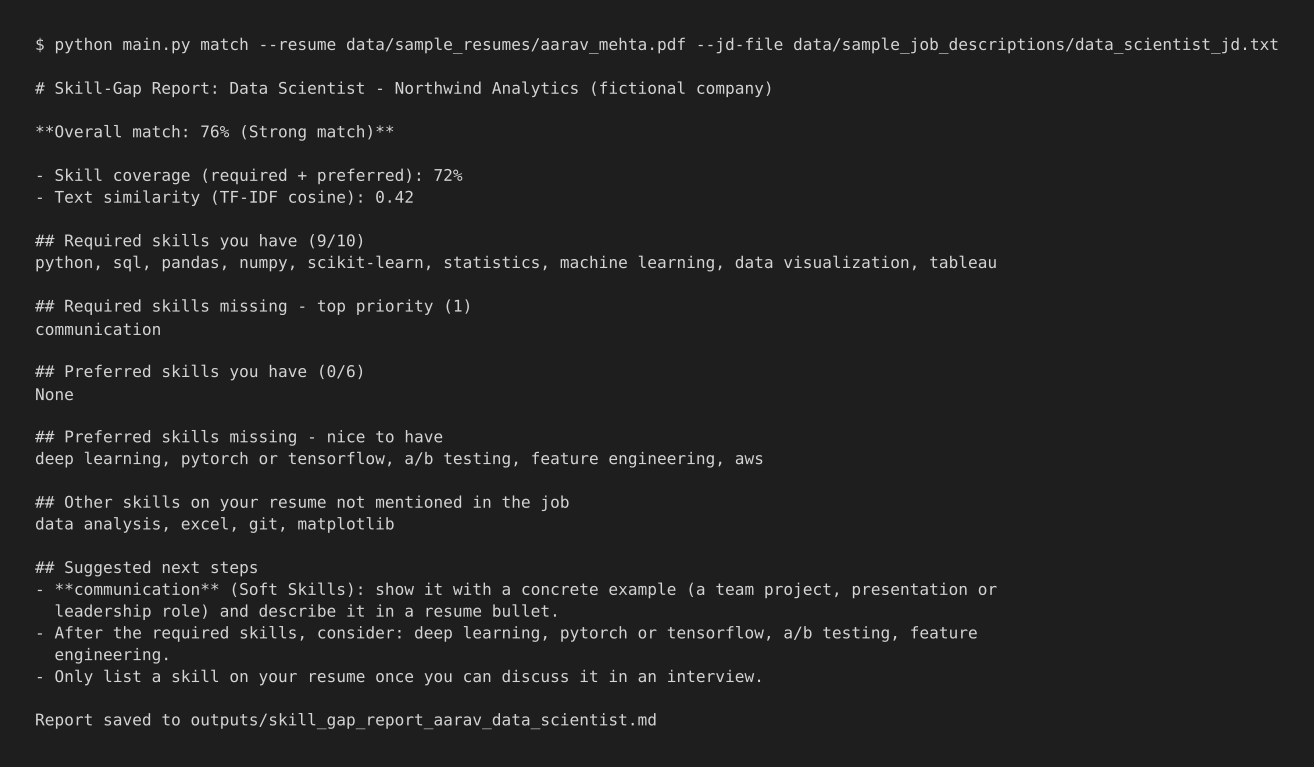 $ python main.py match --resume data/sample_resumes/aarav_mehta.pdf --jd-file data/sample_job_descriptions/data_scientist_jd.txt
# Skill-Gap Report: Data Scientist - Northwind Analytics (fictional company)
**Overall match: 76% (Strong match)**
- Skill coverage (required + preferred): 72%
- Text similarity (TF-IDF cosine): 0.42
## Required skills you have (9/10)
python, sql, pandas, numpy, scikit-learn, statistics, machine learning, data visualization, tableau
## Required skills missing - top priority (1)
communication
## Preferred skills you have (0/6)
None
## Preferred skills missing - nice to have
deep learning, pytorch or tensorflow, a/b testing, feature engineering, aws
## Other skills on your resume not mentioned in the job
data analysis, excel, git, matplotlib
## Suggested next steps
- **communication** (Soft Skills): show it with a concrete example (a team project, presentation or
  leadership role) and describe it in a resume bullet.
- After the required skills, consider: deep learning, pytorch or tensorflow, a/b testing, feature
  engineering.
- Only list a skill on your resume once you can discuss it in an interview.
Report saved to outputs/skill_gap_report_aarav_data_scientist.md